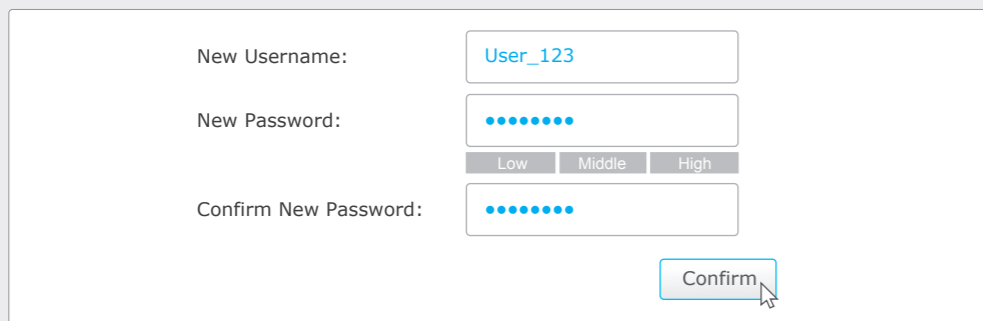 New Username: User_123
New Password: ••••••••
Low Middle High
Confirm New Password: ••••••••
Confirm